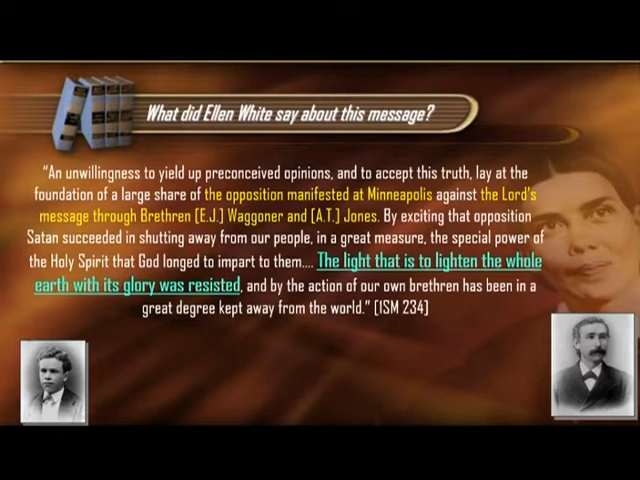 What did Ellen White say about this message?
“An unwillingness to yield up preconceived opinions, and to accept this truth, lay at the
foundation of a large share of the opposition manifested at Minneapolis against the Lord's
message through Brethren [E.J.] Waggoner and [A.T.] Jones. By exciting that opposition
Satan succeeded in shutting away from our people, in a great measure, the special power of
the Holy Spirit that God longed to impart to them.... The light that is to lighten the whole
earth with its glory was resisted, and by the action of our own brethren has been in a
great degree kept away from the world.” [1SM 234]